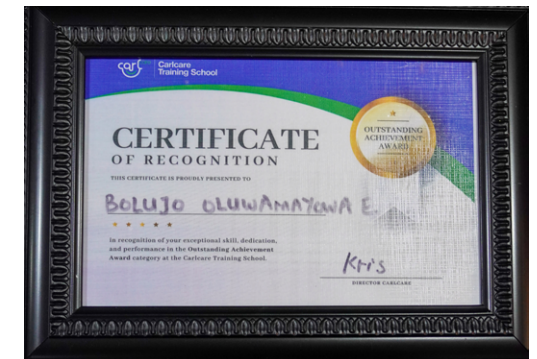 carl
Carlcare
Training School
OUTSTANDING
ACHIEVEMENT
AWARD
CERTIFICATE
OF RECOGNITION
THIS CERTIFICATE IS PROUDLY PRESENTED TO
BOLUJO OLUWAMAYOWA E.
in recognition of your exceptional skill, dedication,
and performance in the Outstanding Achievement
Award category at the Carlcare Training School.
Kris
DIRECTOR CARLCARE